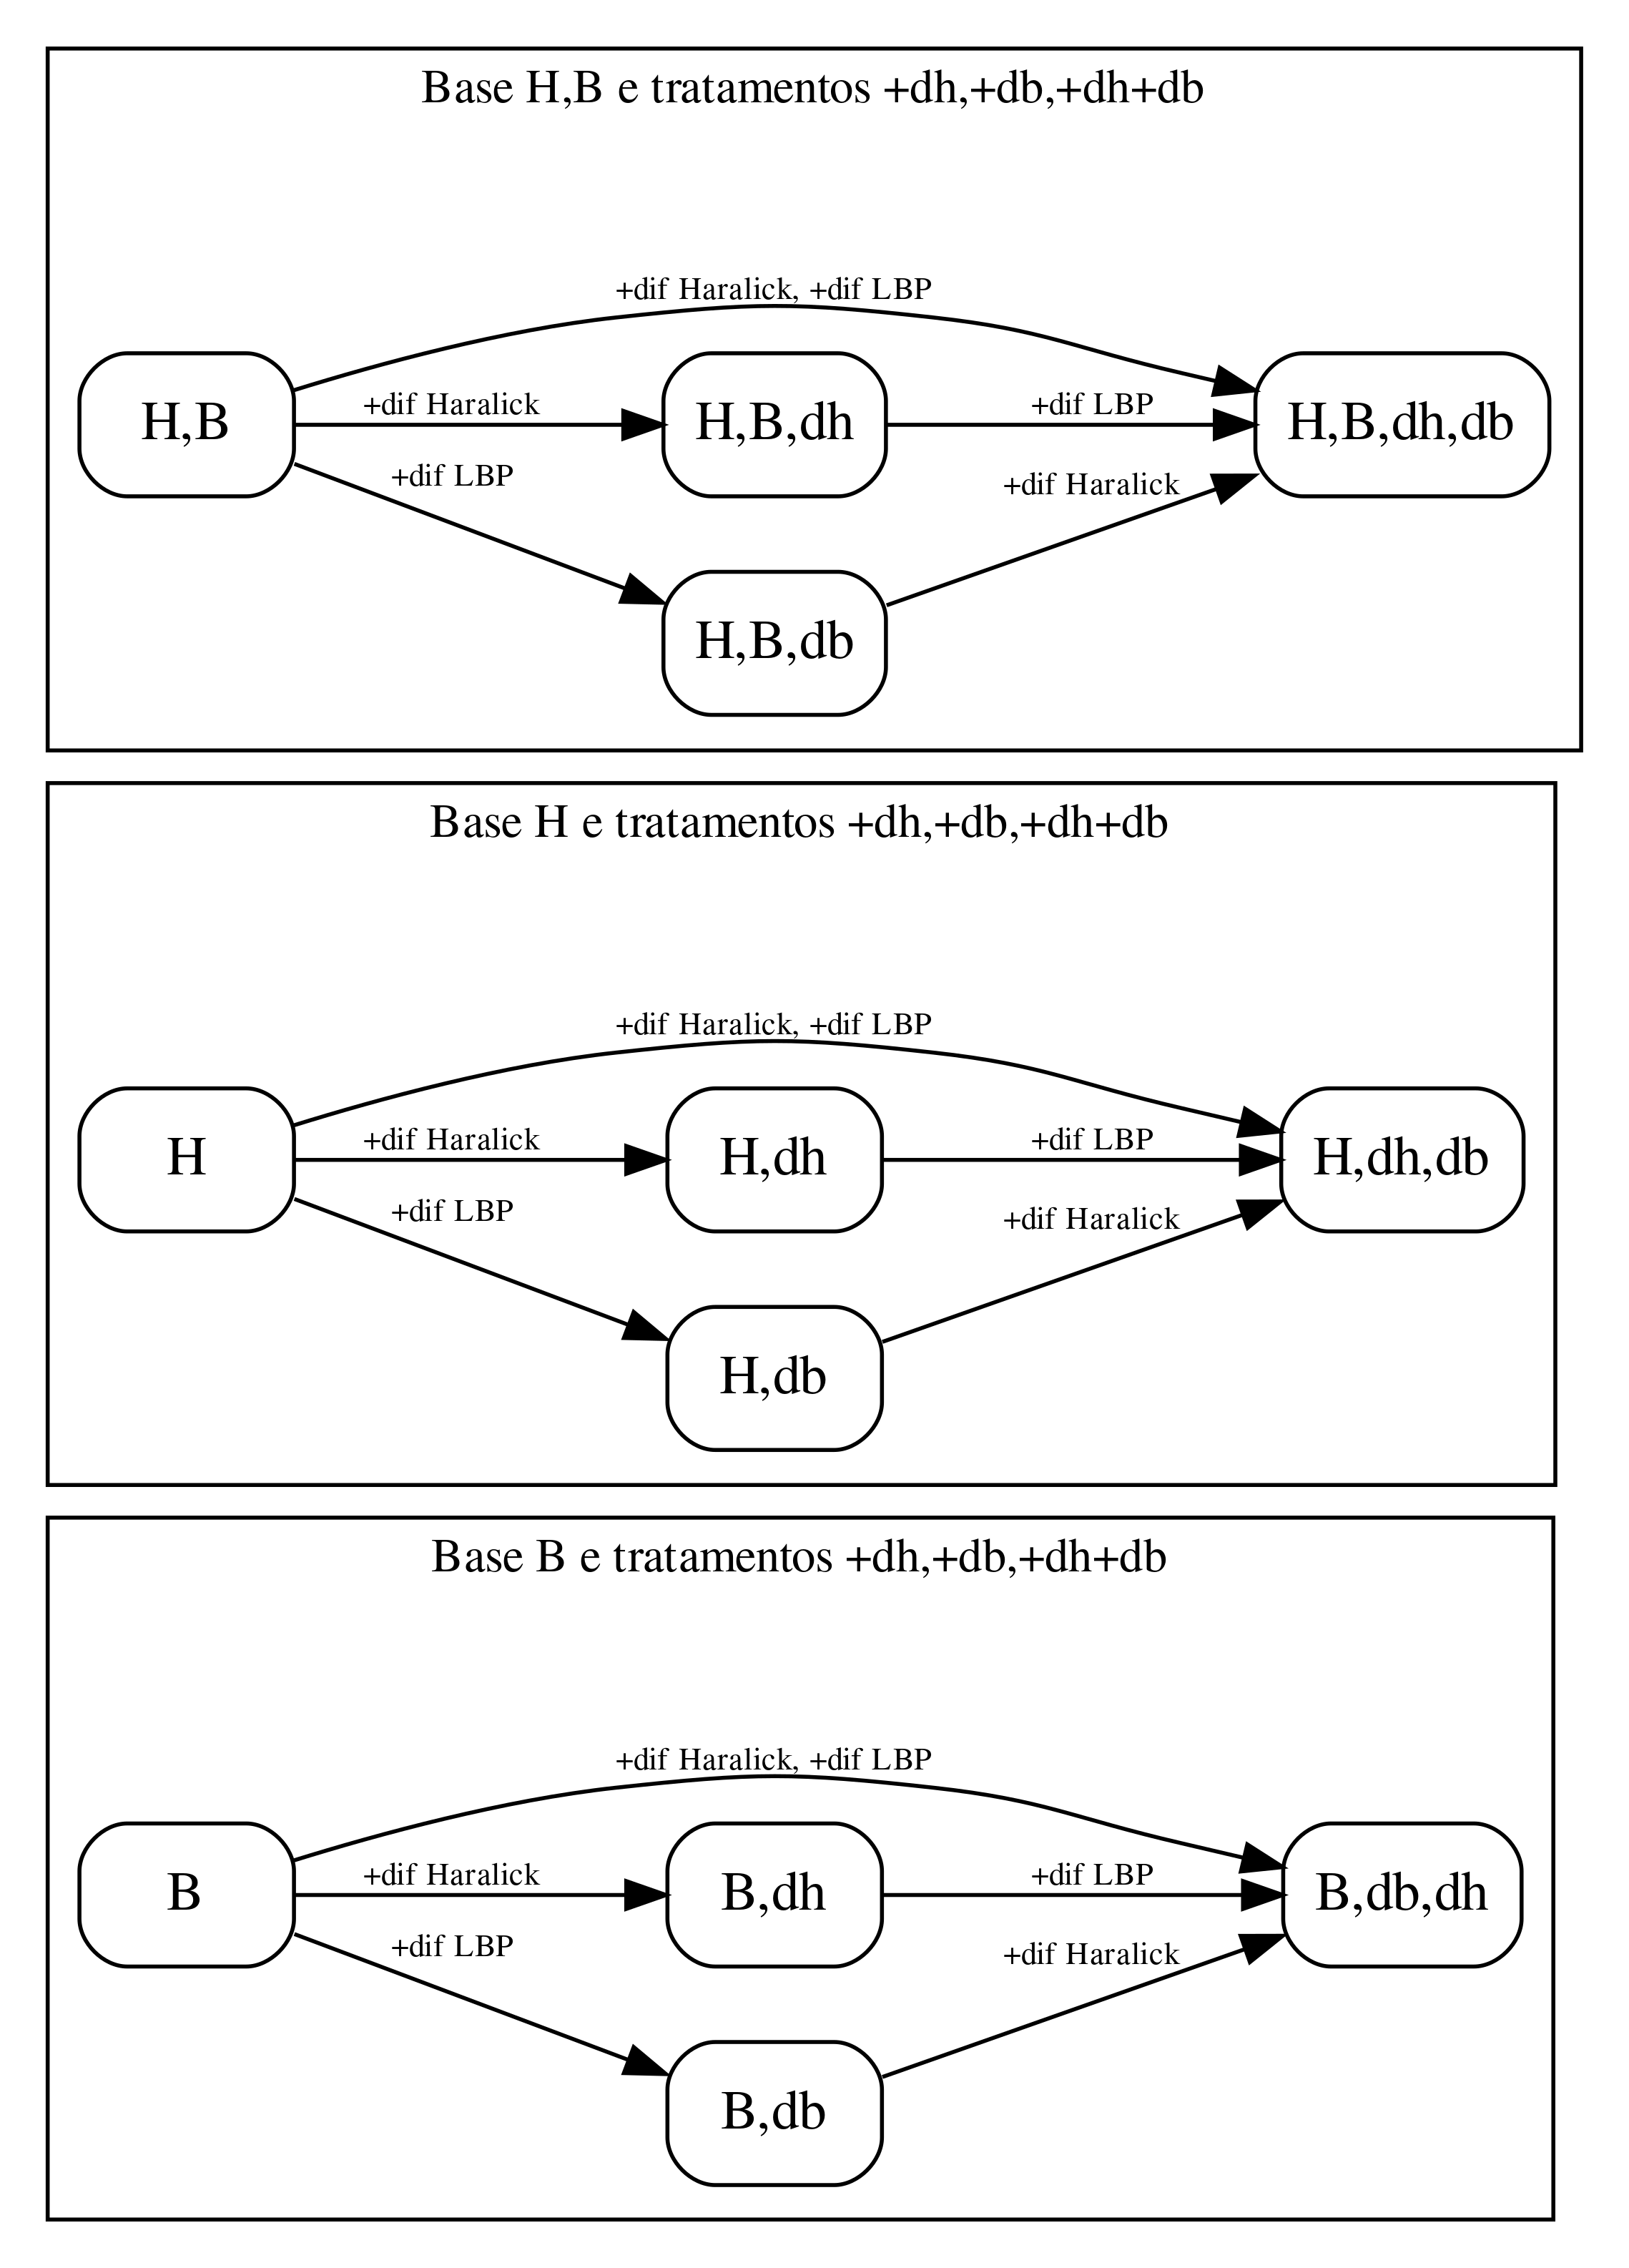 Base H,B e tratamentos +dh,+db,+dh+db
+dif Haralick, +dif LBP
H,B
+dif Haralick
H,B,dh
+dif LBP
H,B,dh,db
+dif LBP
+dif Haralick
H,B,db
Base H e tratamentos +dh,+db,+dh+db
+dif Haralick, +dif LBP
H
+dif Haralick
H,dh
+dif LBP
H,dh,db
+dif LBP
+dif Haralick
H,db
Base B e tratamentos +dh,+db,+dh+db
+dif Haralick, +dif LBP
B
+dif Haralick
B,dh
+dif LBP
B,db,dh
+dif LBP
+dif Haralick
B,db